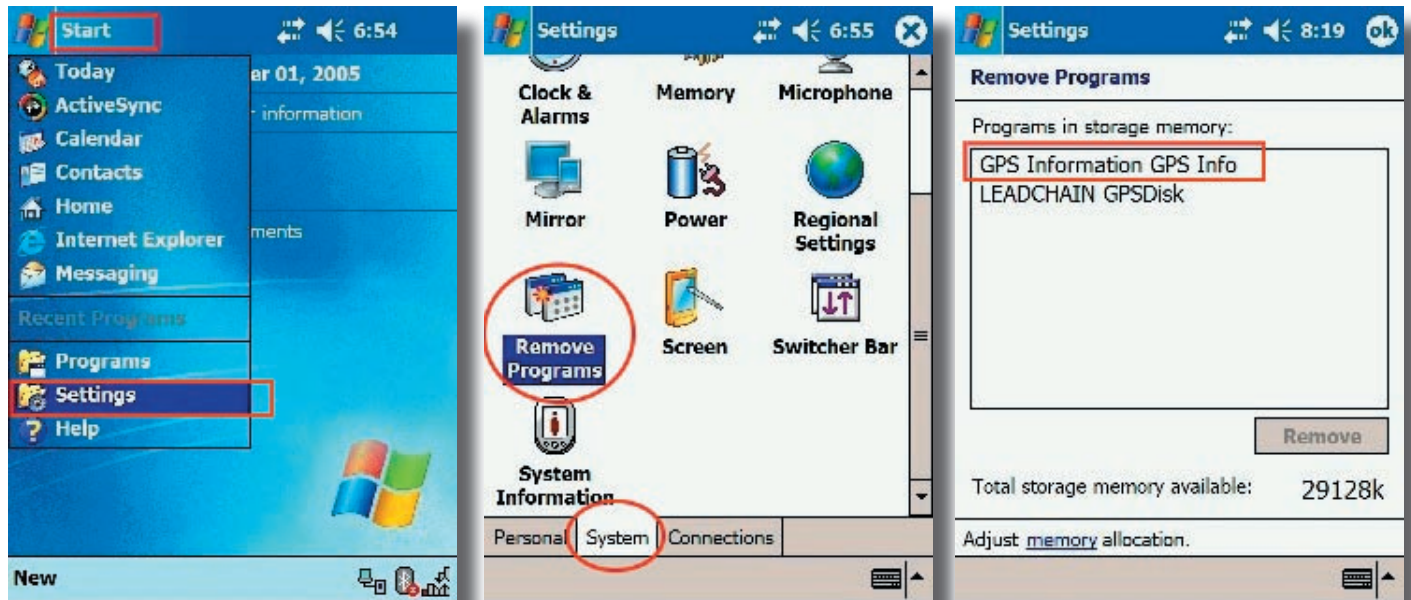 Start 6:54
Today
er 01, 2005
ActiveSync
information
Calendar
Contacts
Home
Internet Explorer
ments
Messaging
Recent Programs
Programs
Settings
Help
New
Settings 6:55
Clock & Alarms
Memory
Microphone
Mirror
Power
Regional Settings
Remove Programs
Screen
Switcher Bar
System Information
Personal System Connections
Settings 8:19 ok
Remove Programs
Programs in storage memory:
GPS Information GPS Info
LEADCHAIN GPSDisk
Remove
Total storage memory available: 29128k
Adjust memory allocation.